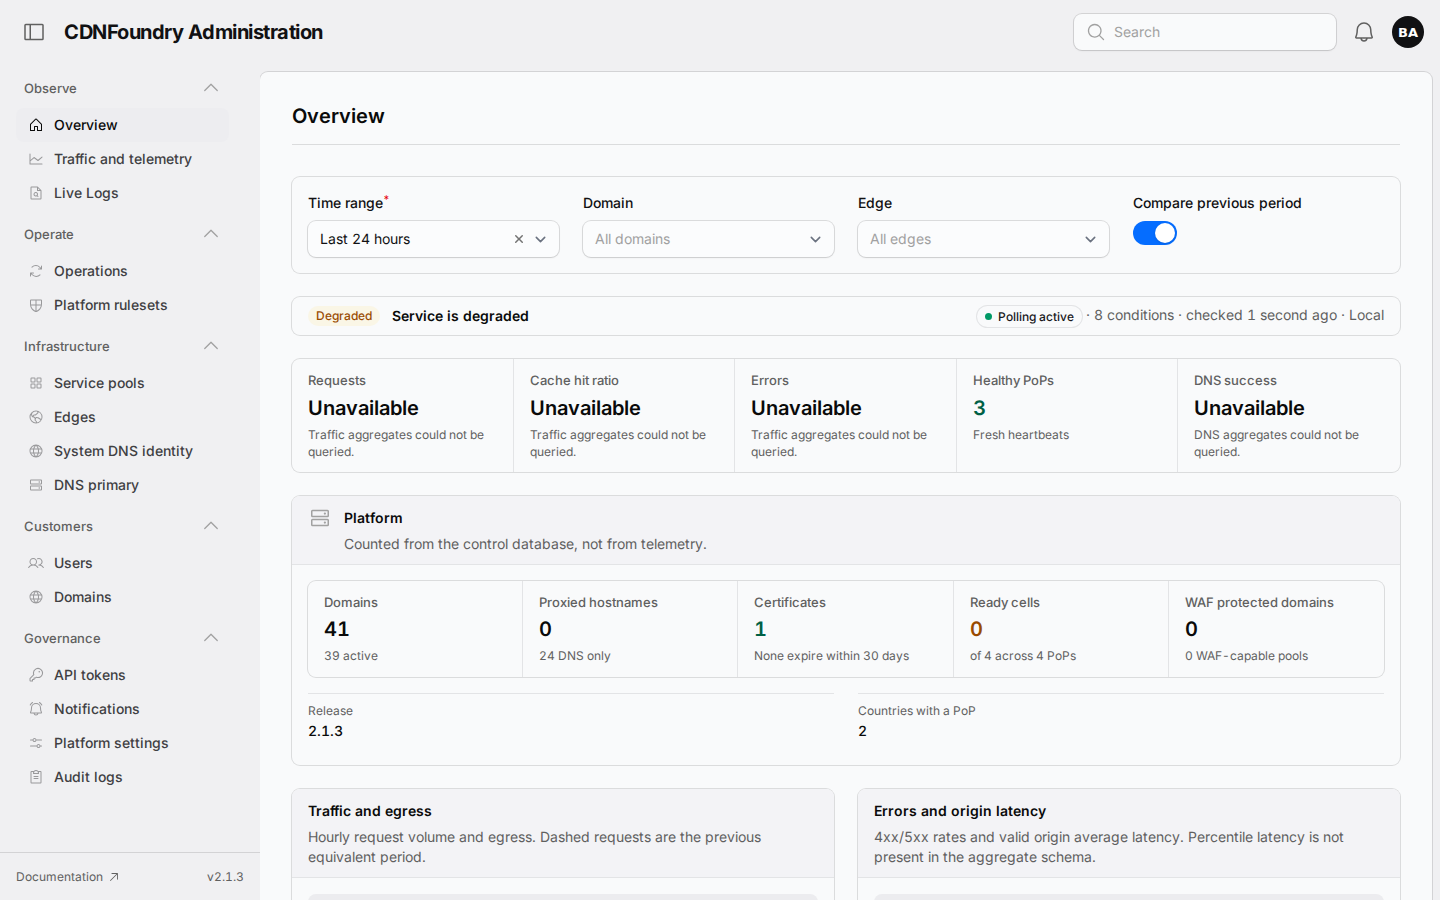 CDNFoundry Administration
Search
BA
Observe
Overview
Traffic and telemetry
Live Logs
Operate
Operations
Platform rulesets
Infrastructure
Service pools
Edges
System DNS identity
DNS primary
Customers
Users
Domains
Governance
API tokens
Notifications
Platform settings
Audit logs
Documentation
v2.1.3
Overview
Time range*
Last 24 hours
Domain
All domains
Edge
All edges
Compare previous period
Degraded
Service is degraded
Polling active · 8 conditions · checked 1 second ago · Local
Requests
Unavailable
Traffic aggregates could not be
queried.
Cache hit ratio
Unavailable
Traffic aggregates could not be
queried.
Errors
Unavailable
Traffic aggregates could not be
queried.
Healthy PoPs
3
Fresh heartbeats
DNS success
Unavailable
DNS aggregates could not be
queried.
Platform
Counted from the control database, not from telemetry.
Domains
41
39 active
Proxied hostnames
0
24 DNS only
Certificates
1
None expire within 30 days
Ready cells
0
of 4 across 4 PoPs
WAF protected domains
0
0 WAF-capable pools
Release
2.1.3
Countries with a PoP
2
Traffic and egress
Hourly request volume and egress. Dashed requests are the previous
equivalent period.
Errors and origin latency
4xx/5xx rates and valid origin average latency. Percentile latency is not
present in the aggregate schema.